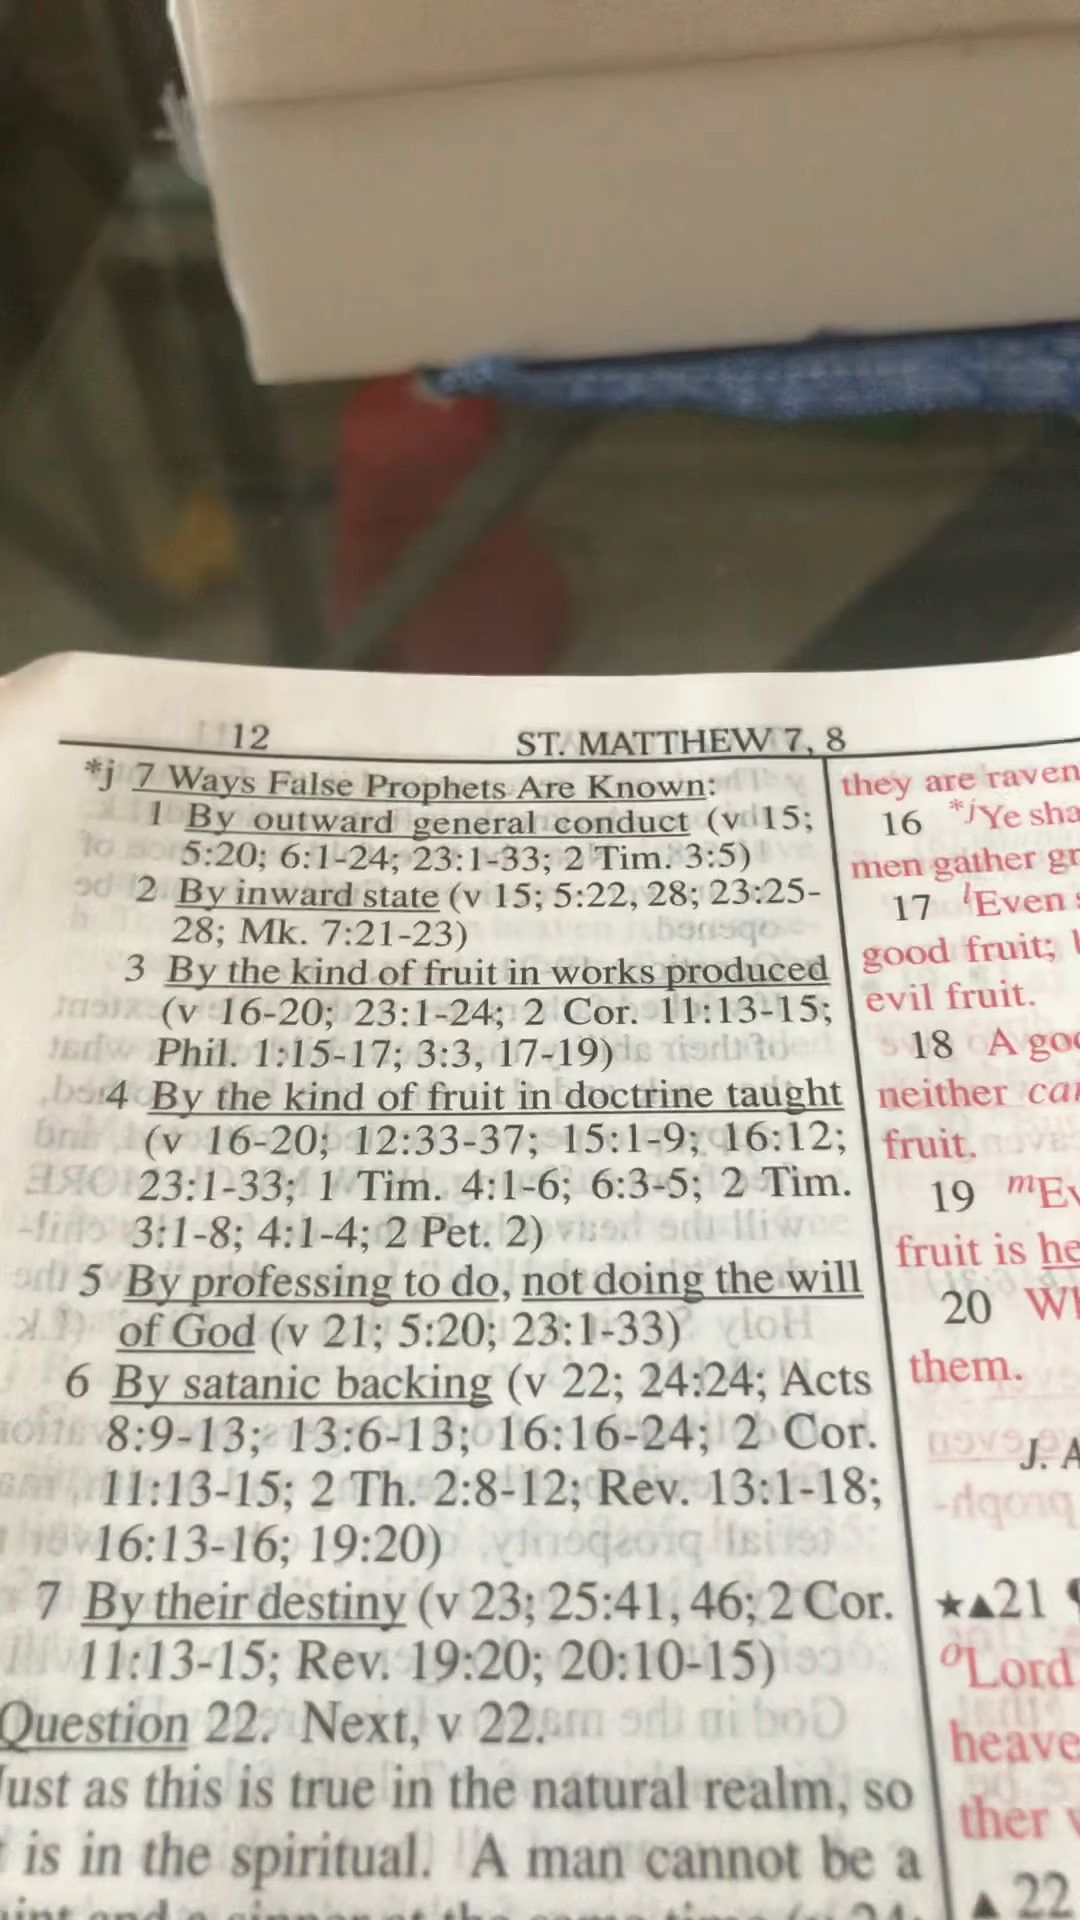 12 ST. MATTHEW 7, 8
*j 7 Ways False Prophets Are Known:
1 By outward general conduct (v 15;
5:20; 6:1-24; 23:1-33; 2 Tim. 3:5)
2 By inward state (v 15; 5:22, 28; 23:25-
28; Mk. 7:21-23)
3 By the kind of fruit in works produced
(v 16-20; 23:1-24; 2 Cor. 11:13-15;
Phil. 1:15-17; 3:3, 17-19)
4 By the kind of fruit in doctrine taught
(v 16-20; 12:33-37; 15:1-9; 16:12;
23:1-33; 1 Tim. 4:1-6; 6:3-5; 2 Tim.
3:1-8; 4:1-4; 2 Pet. 2)
5 By professing to do, not doing the will
of God (v 21; 5:20; 23:1-33)
6 By satanic backing (v 22; 24:24; Acts
8:9-13; 13:6-13; 16:16-24; 2 Cor.
11:13-15; 2 Th. 2:8-12; Rev. 13:1-18;
16:13-16; 19:20)
7 By their destiny (v 23; 25:41, 46; 2 Cor.
11:13-15; Rev. 19:20; 20:10-15)
Question 22. Next, v 22.
Just as this is true in the natural realm, so
is in the spiritual. A man cannot be a
they are raven
16 *jYe sha
men gather gr
17 lEven
good fruit;
evil fruit.
18 A goo
neither can
fruit.
19 mEv
fruit is he
20 Wh
them.
J. A
★▲21 ¶
oLord
heave
ther
▲ 22